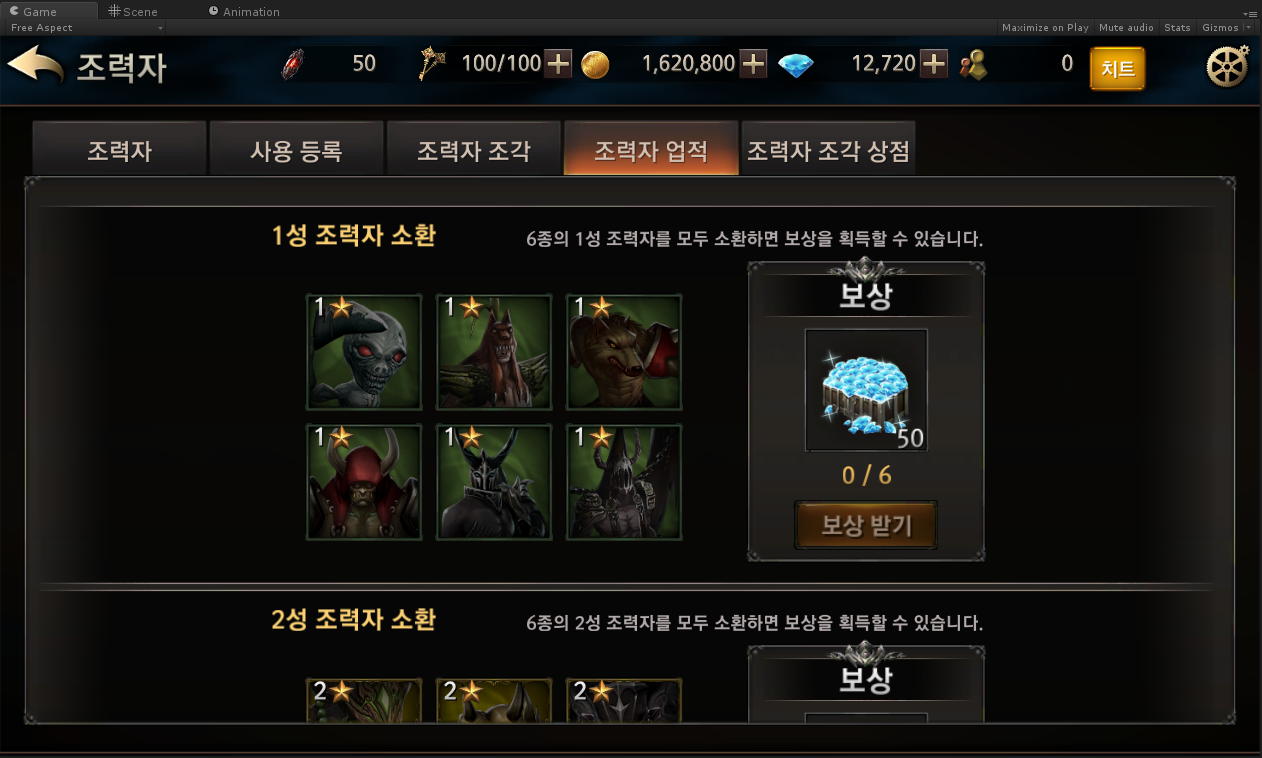 Game Scene Animation
Free Aspect Maximize on Play Mute audio Stats Gizmos
조력자 50 100/100 1,620,800 12,720 0 치트
조력자 사용 등록 조력자 조각 조력자 업적 조력자 조각 상점
1성 조력자 소환 6종의 1성 조력자를 모두 소환하면 보상을 획득할 수 있습니다.
보상
1 1 1
50
0 / 6
1 1 1
보상 받기
2성 조력자 소환 6종의 2성 조력자를 모두 소환하면 보상을 획득할 수 있습니다.
보상
2 2 2